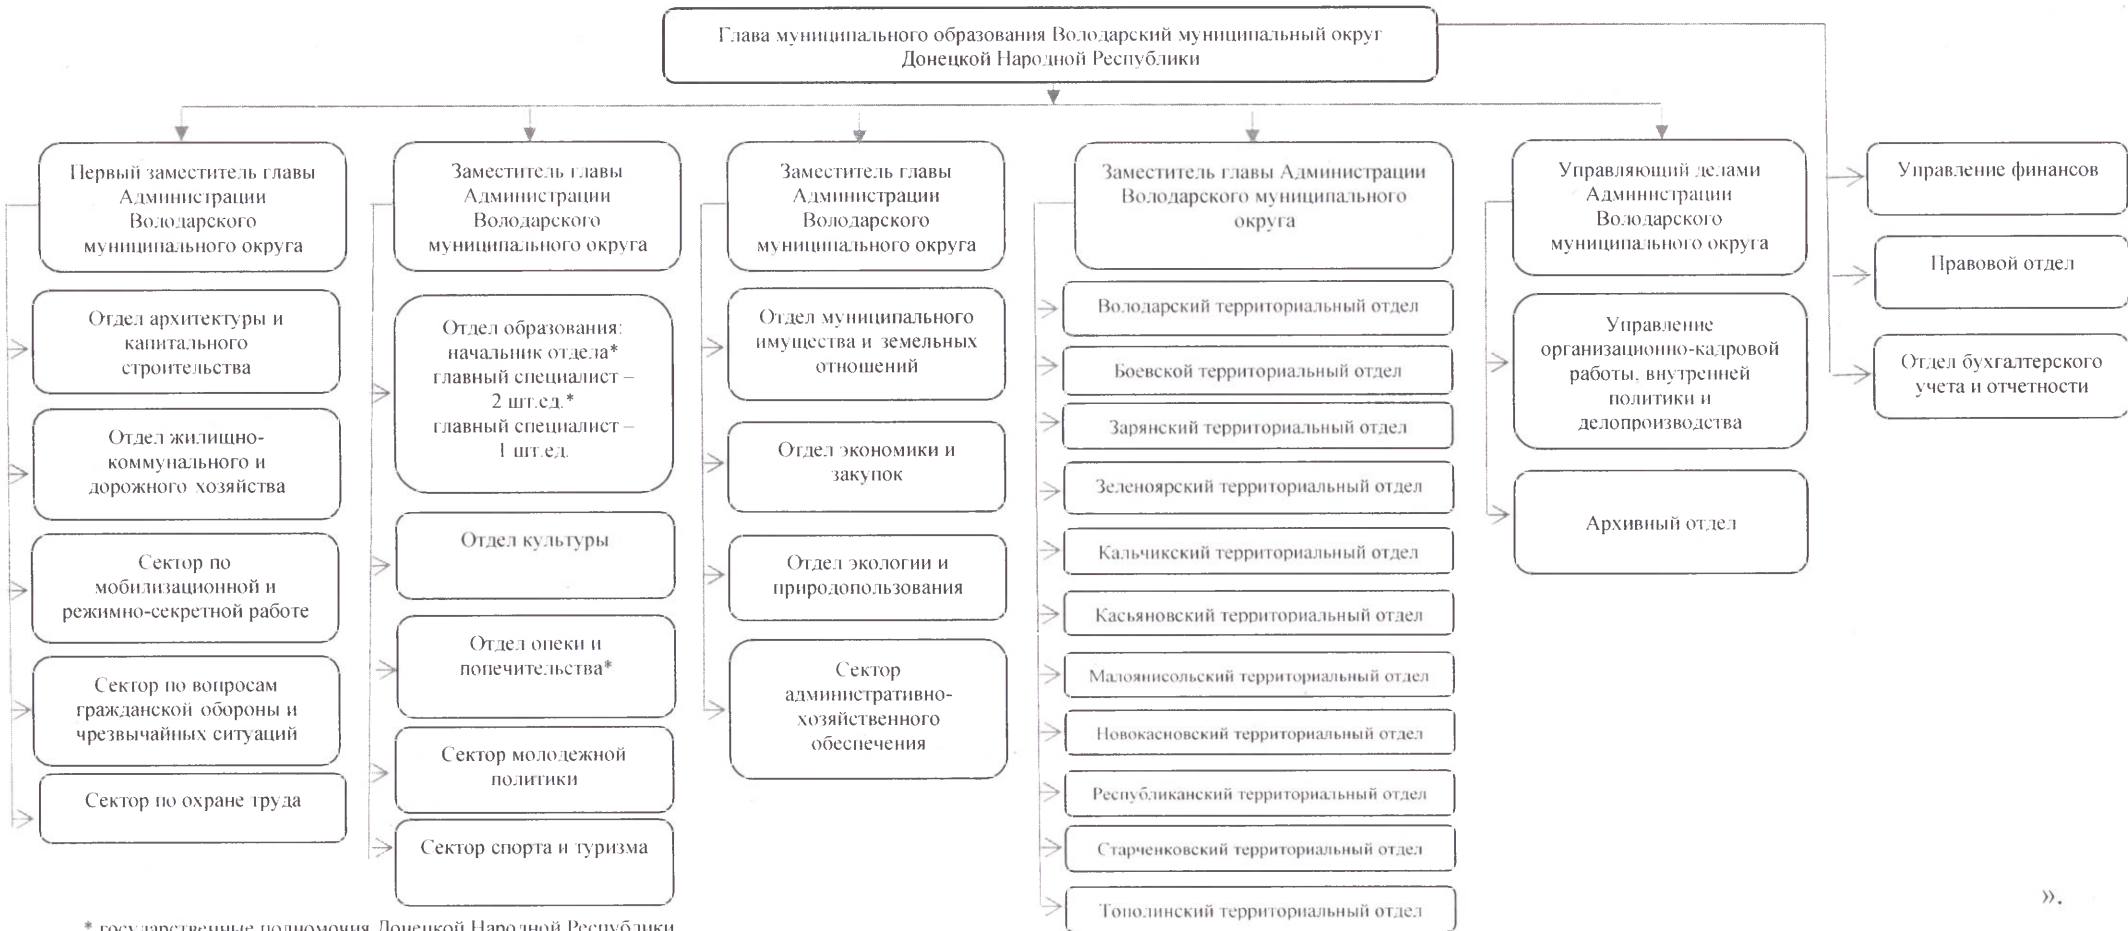 Глава муниципального образования Володарский муниципальный округ
Донецкой Народной Республики
Первый заместитель главы
Администрации
Володарского
муниципального округа
Отдел архитектуры и
капитального
строительства
Отдел жилищно-
коммунального и
дорожного хозяйства
Сектор по
мобилизационной и
режимно-секретной работе
Сектор по вопросам
гражданской обороны и
чрезвычайных ситуаций
Сектор по охране труда
Заместитель главы
Администрации
Володарского
муниципального округа
Отдел образования:
начальник отдела*
главный специалист –
2 шт.ед.*
главный специалист –
1 шт.ед.
Отдел культуры
Отдел опеки и
попечительства*
Сектор молодежной
политики
Сектор спорта и туризма
Заместитель главы
Администрации
Володарского
муниципального округа
Отдел муниципального
имущества и земельных
отношений
Отдел экономики и
закупок
Отдел экологии и
природопользования
Сектор
административно-
хозяйственного
обеспечения
Заместитель главы Администрации
Володарского муниципального
округа
Володарский территориальный отдел
Боевской территориальный отдел
Зарянский территориальный отдел
Зеленоярский территориальный отдел
Кальчикский территориальный отдел
Касьяновский территориальный отдел
Малоянисольский территориальный отдел
Новокасновский территориальный отдел
Республиканский территориальный отдел
Старченковский территориальный отдел
Тополинский территориальный отдел
Управляющий делами
Администрации
Володарского
муниципального округа
Управление
организационно-кадровой
работы, внутренней
политики и
делопроизводства
Архивный отдел
Управление финансов
Правовой отдел
Отдел бухгалтерского
учета и отчетности
».
* государственные полномочия Донецкой Народной Республики